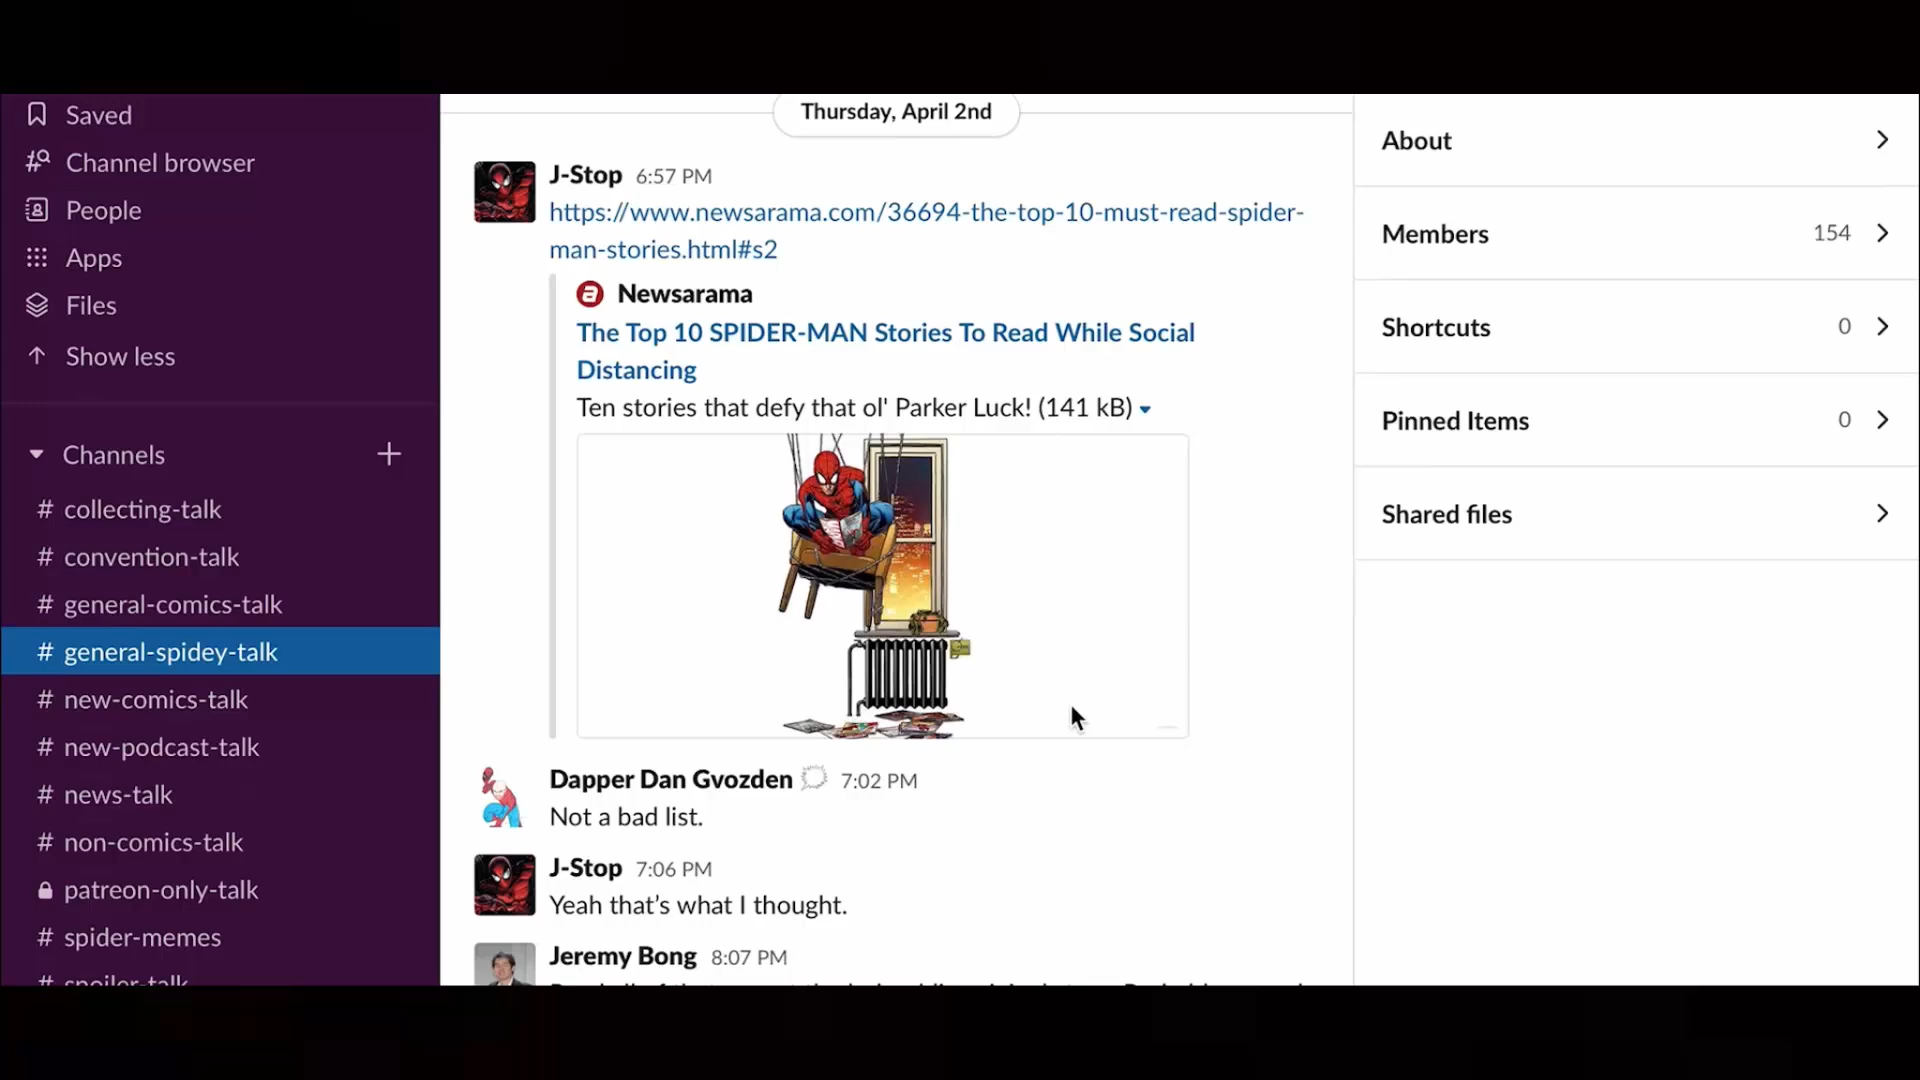 Saved
Channel browser
People
Apps
Files
Show less
Channels
# collecting-talk
# convention-talk
# general-comics-talk
# general-spidey-talk
# new-comics-talk
# new-podcast-talk
# news-talk
# non-comics-talk
patreon-only-talk
# spider-memes
# spoiler-talk
Thursday, April 2nd
J-Stop 6:57 PM
https://www.newsarama.com/36694-the-top-10-must-read-spider-
man-stories.html#s2
Newsarama
The Top 10 SPIDER-MAN Stories To Read While Social
Distancing
Ten stories that defy that ol' Parker Luck! (141 kB)
Dapper Dan Gvozden 7:02 PM
Not a bad list.
J-Stop 7:06 PM
Yeah that’s what I thought.
Jeremy Bong 8:07 PM
About
Members 154
Shortcuts 0
Pinned Items 0
Shared files